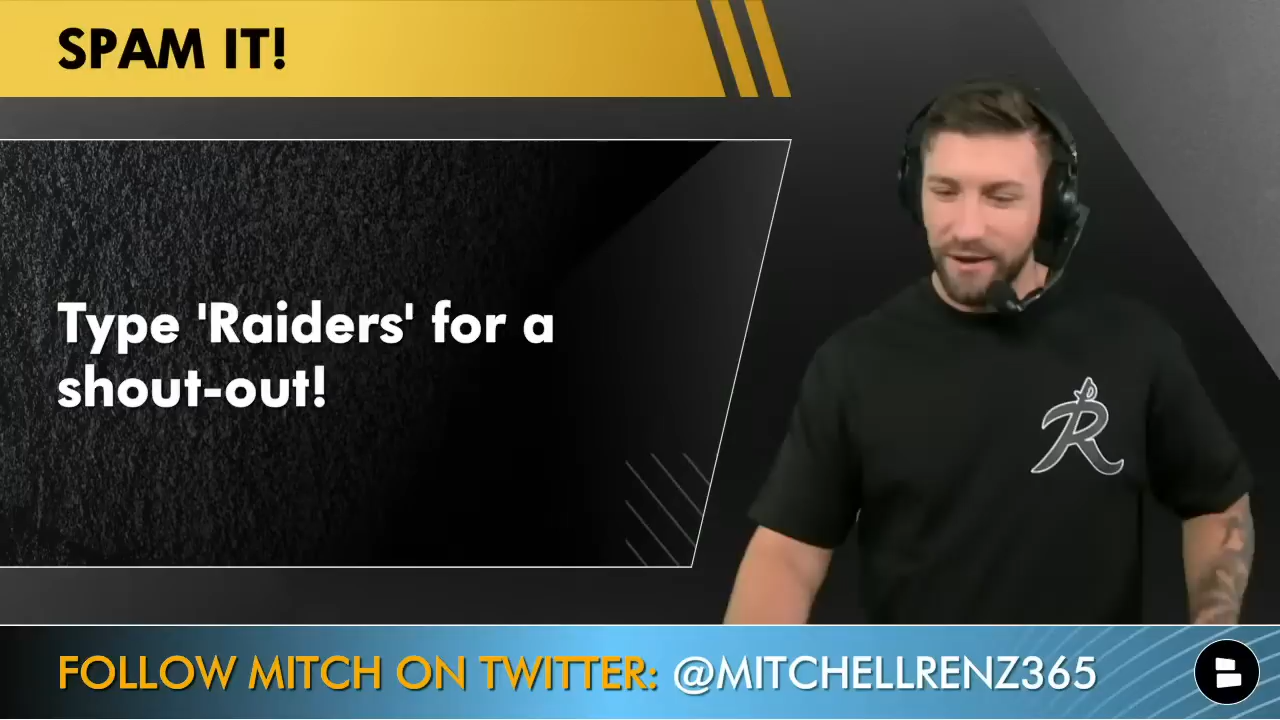 SPAM IT!
Type 'Raiders' for a
shout-out!
R
FOLLOW MITCH ON TWITTER: @MITCHELLRENZ365